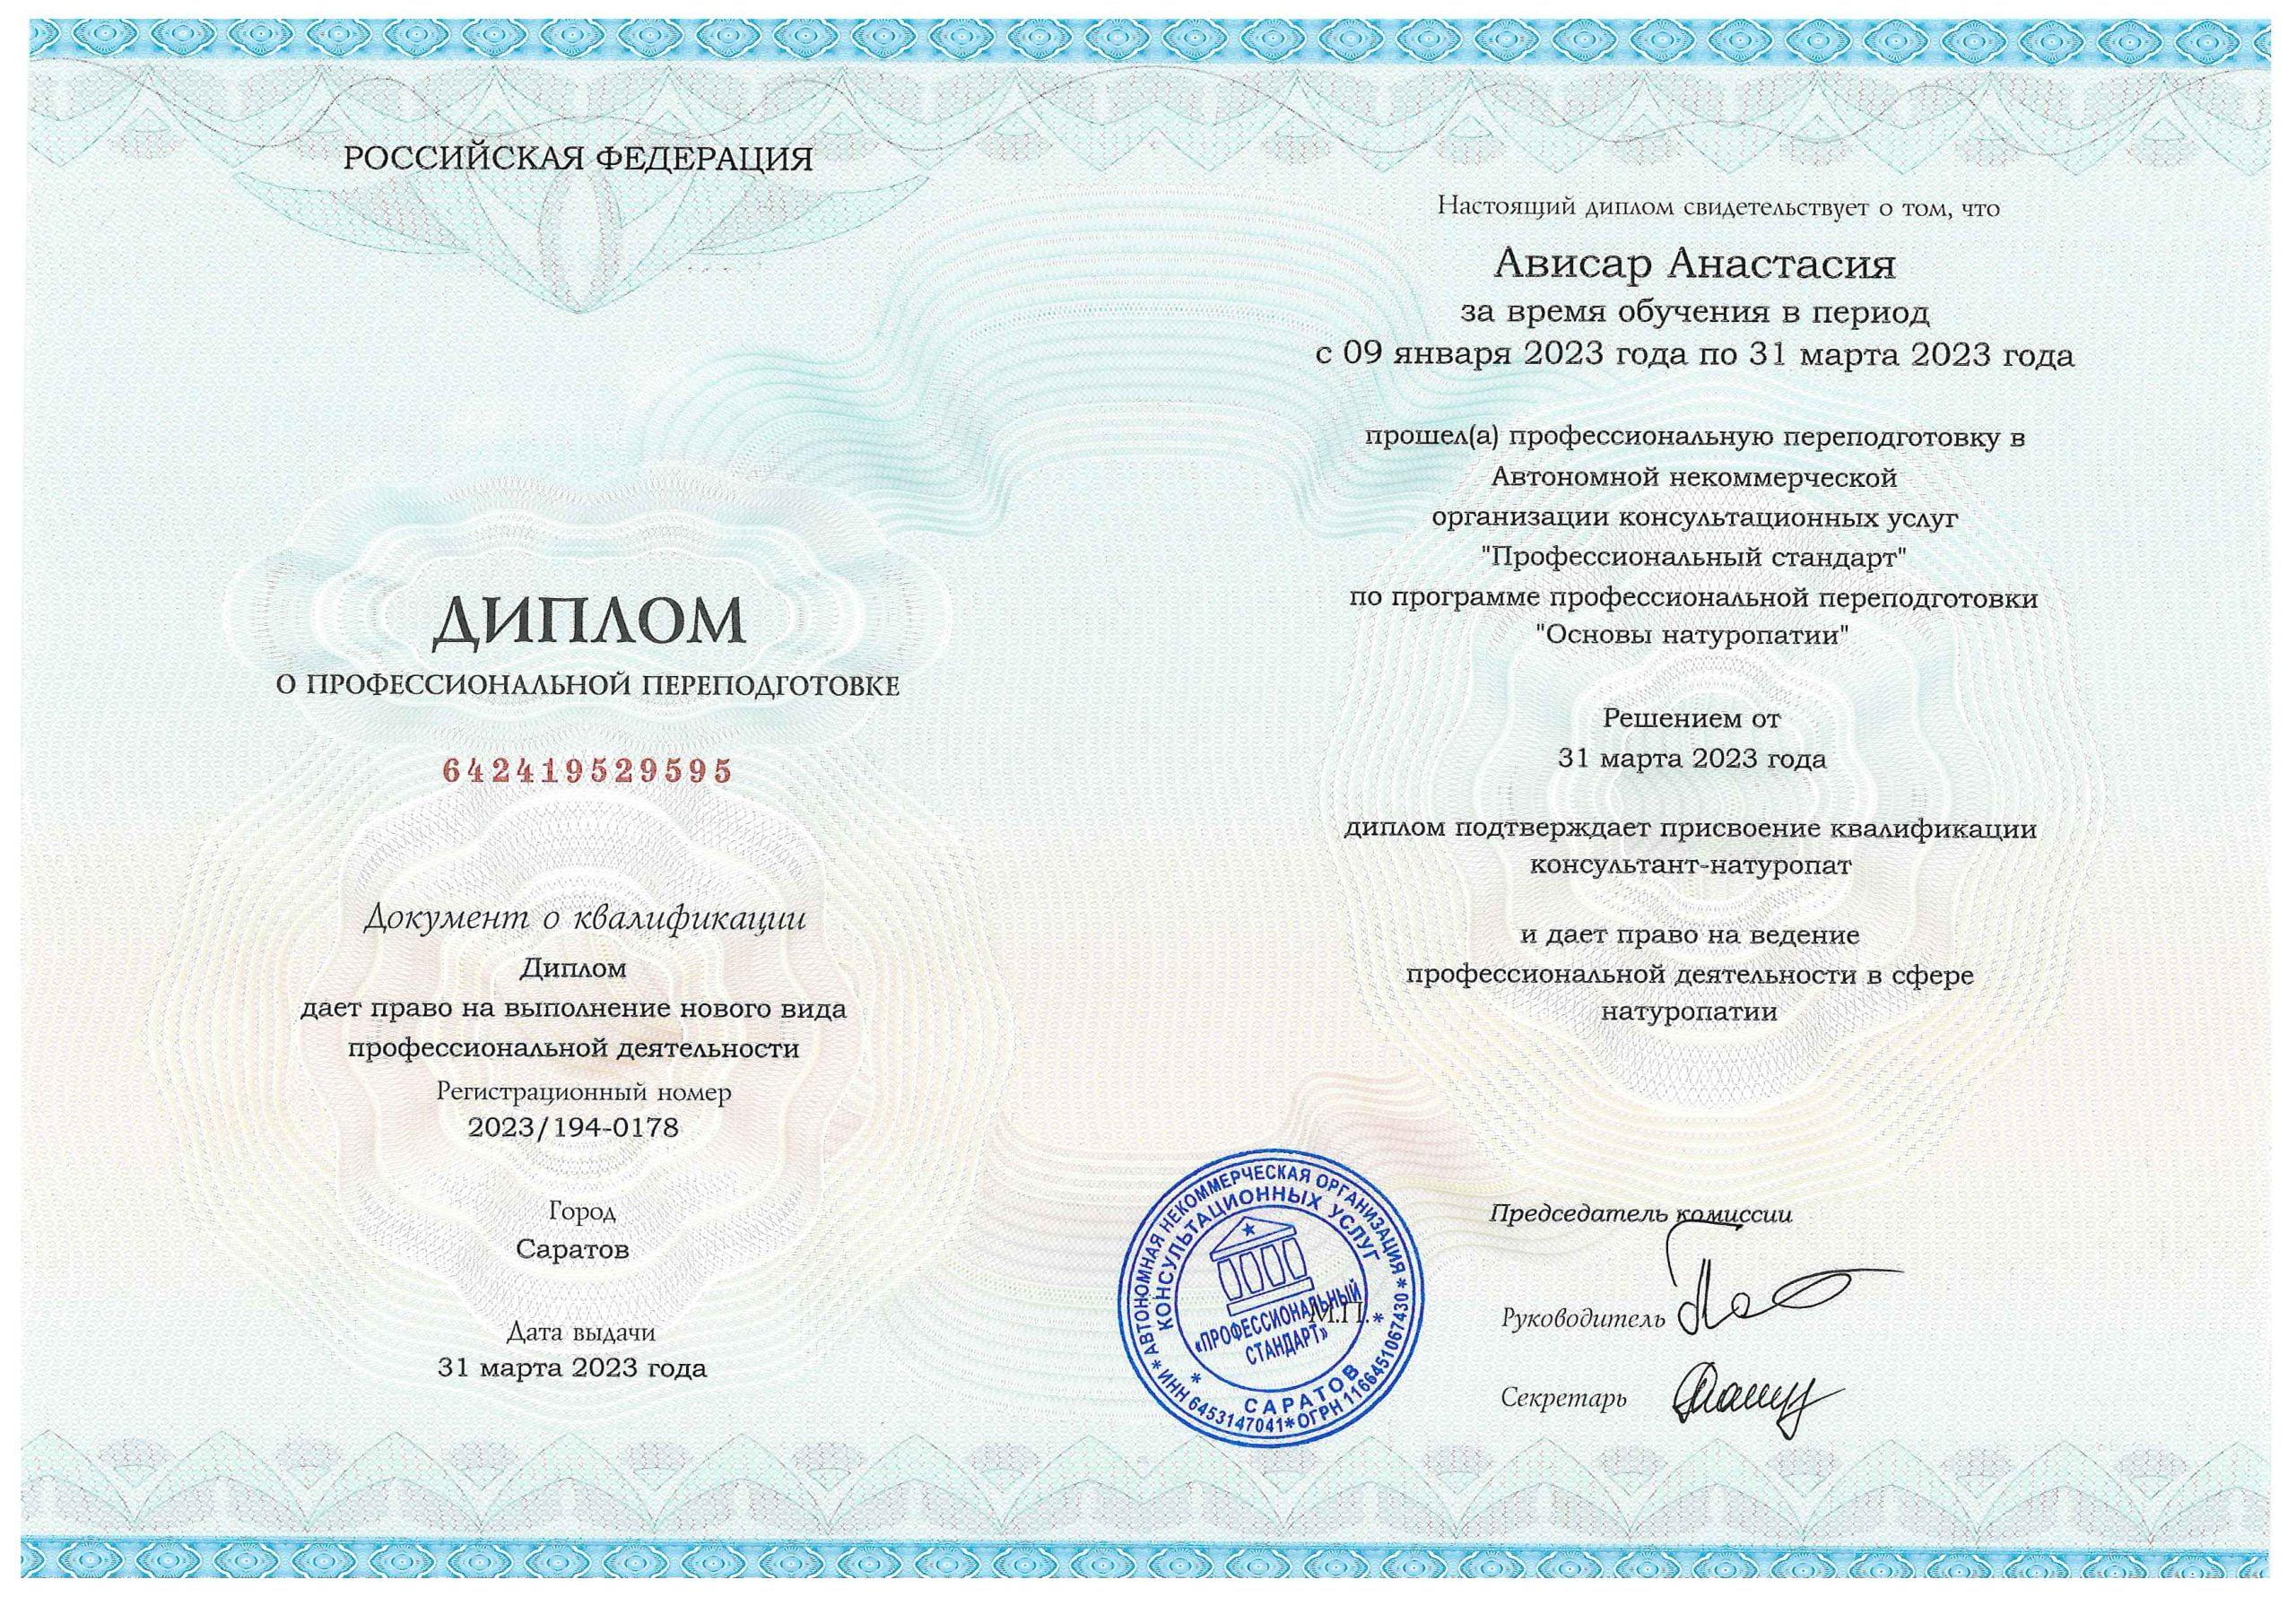 РОССИЙСКАЯ ФЕДЕРАЦИЯ
ДИПЛОМ
О ПРОФЕССИОНАЛЬНОЙ ПЕРЕПОДГОТОВКЕ
642419529595
Документ о квалификации
Диплом
дает право на выполнение нового вида
профессиональной деятельности
Регистрационный номер
2023/194-0178
Город
Саратов
Дата выдачи
31 марта 2023 года
Настоящий диплом свидетельствует о том, что
Ависар Анастасия
за время обучения в период
с 09 января 2023 года по 31 марта 2023 года
прошел(а) профессиональную переподготовку в
Автономной некоммерческой
организации консультационных услуг
"Профессиональный стандарт"
по программе профессиональной переподготовки
"Основы натуропатии"
Решением от
31 марта 2023 года
диплом подтверждает присвоение квалификации
консультант-натуропат
и дает право на ведение
профессиональной деятельности в сфере
натуропатии
Председатель комиссии
Руководитель
Секретарь
М.П.
* АВТОНОМНАЯ НЕКОММЕРЧЕСКАЯ ОРГАНИЗАЦИЯ *
КОНСУЛЬТАЦИОННЫХ УСЛУГ
«ПРОФЕССИОНАЛЬНЫЙ
СТАНДАРТ»
* САРАТОВ *
ИНН 6453147041*ОГРН 1166451067430